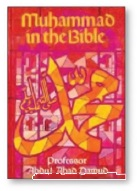 Muhammad
in the Bible
محمد
Professor
Abdul-Ahad Dawud